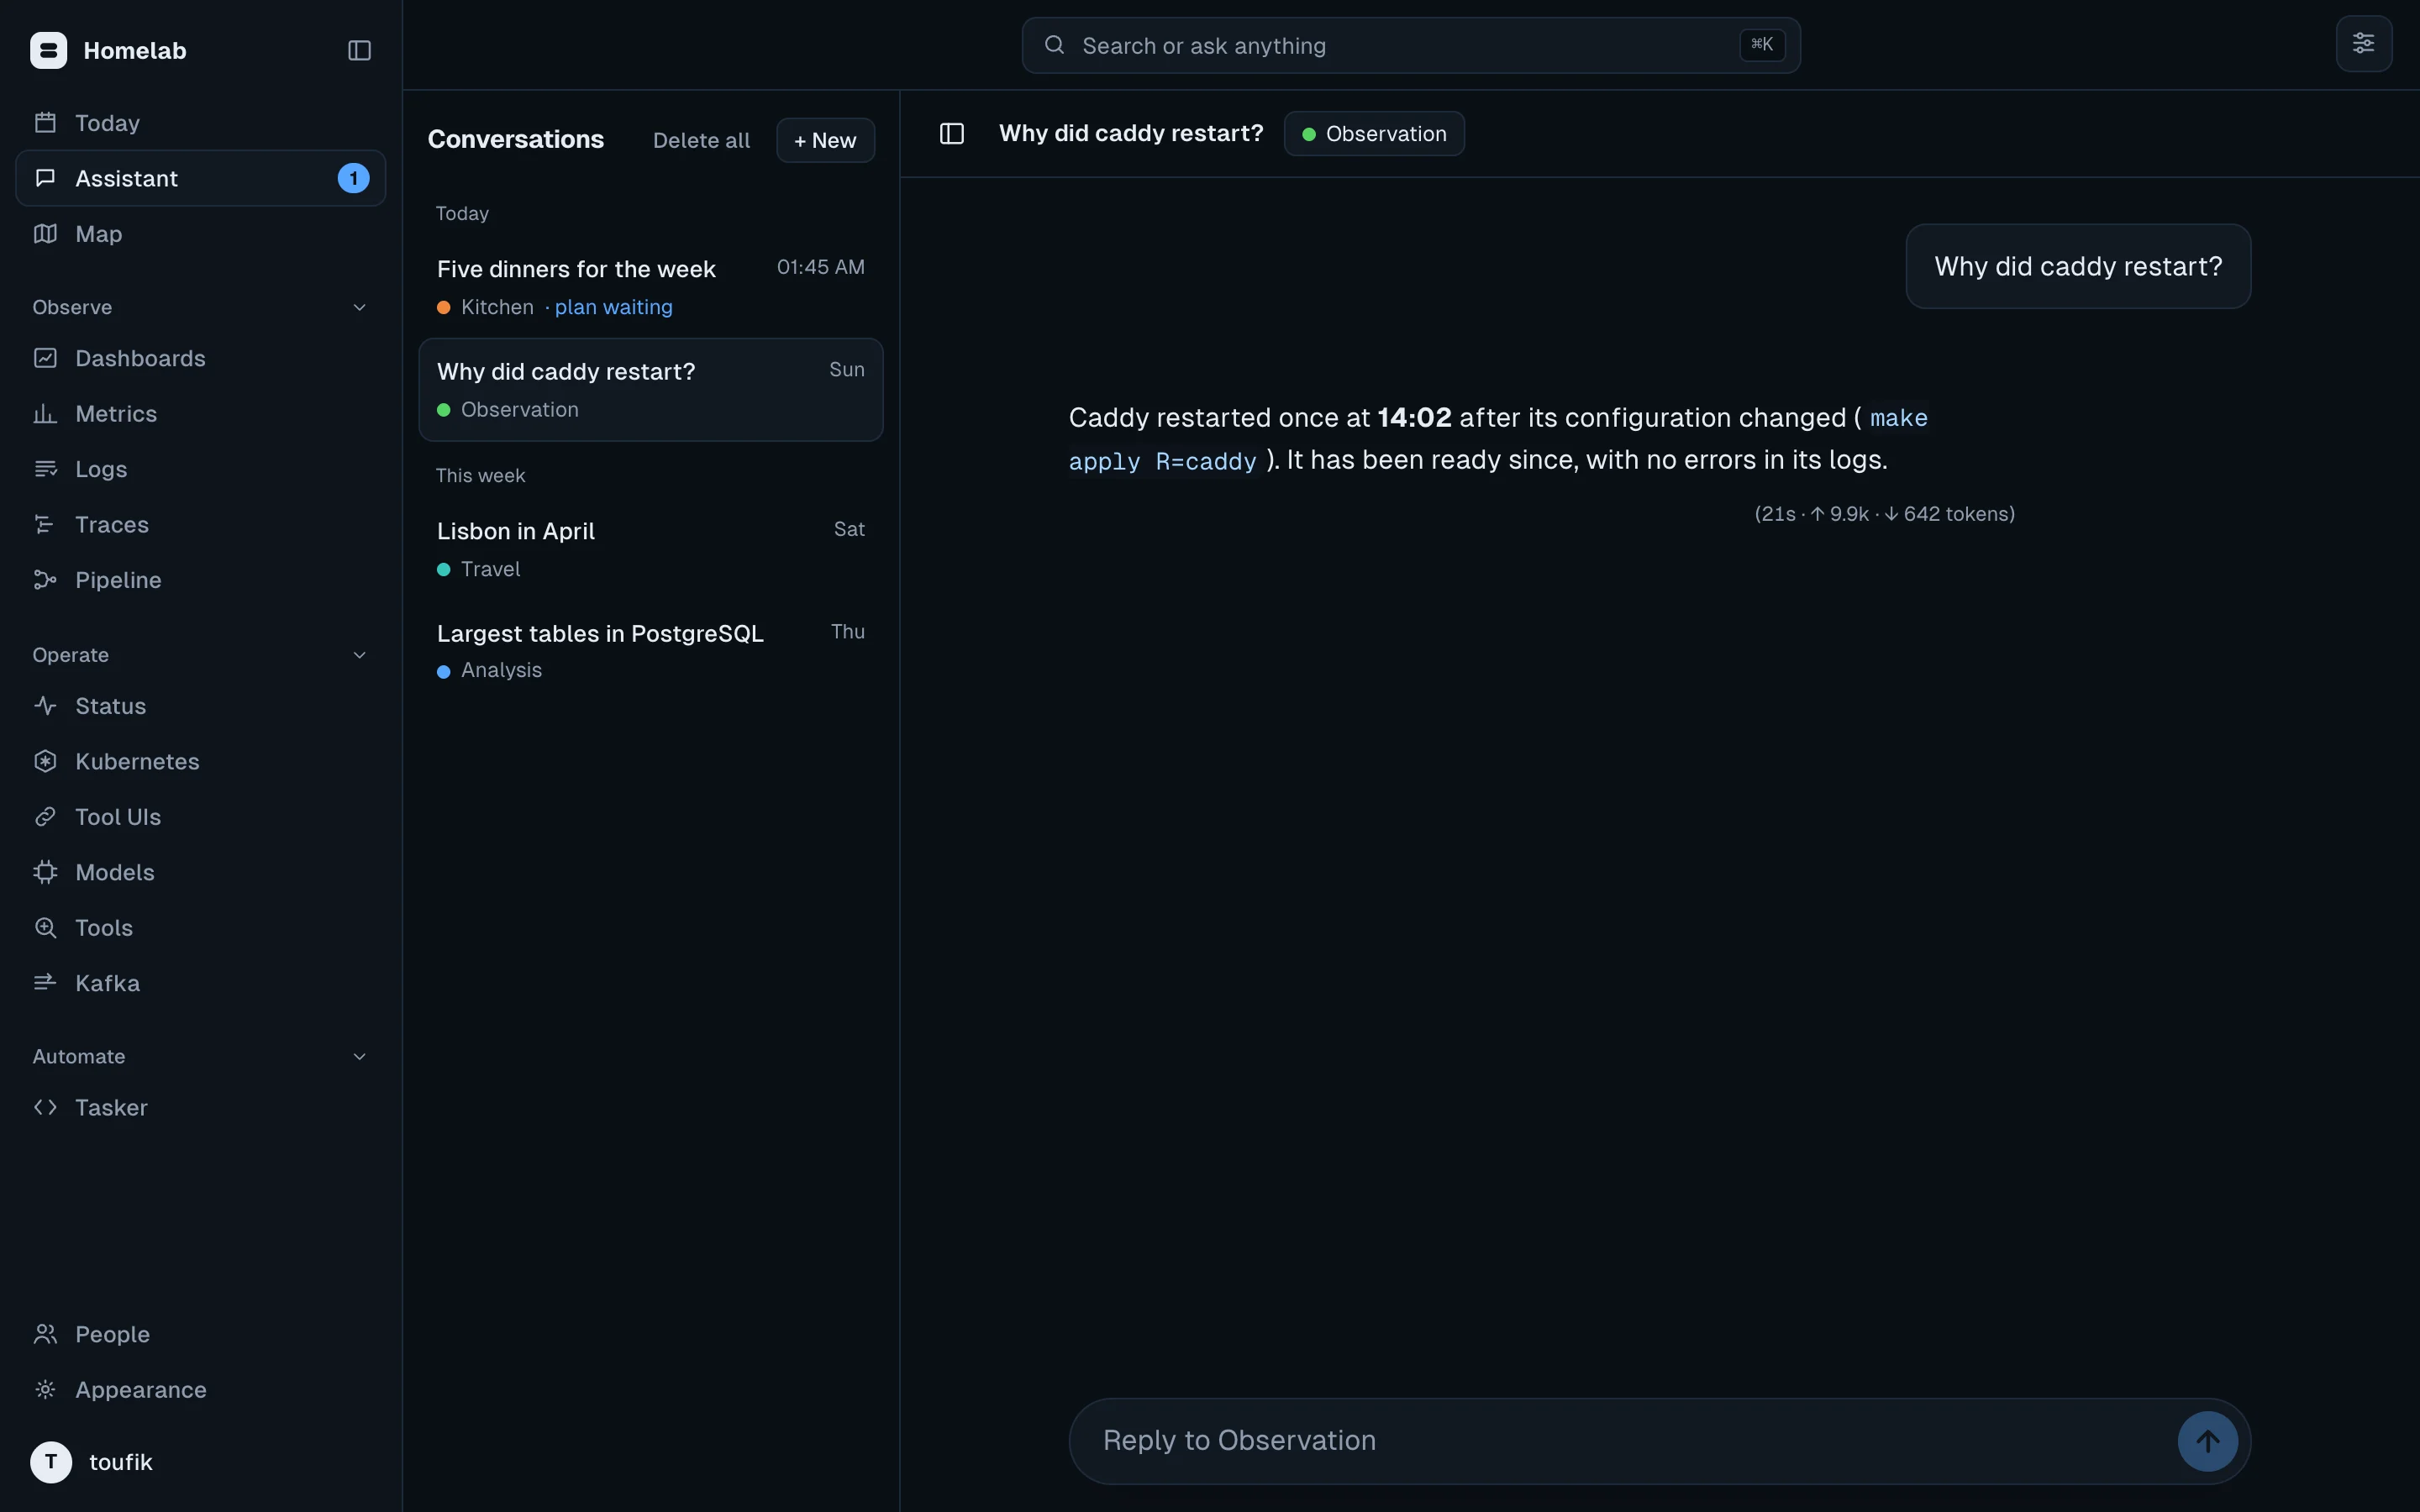 Homelab
Today
Assistant
1
Map
Observe
Dashboards
Metrics
Logs
Traces
Pipeline
Operate
Status
Kubernetes
Tool UIs
Models
Tools
Kafka
Automate
Tasker
People
Appearance
T
toufik
Search or ask anything
⌘K
Conversations
Delete all
+ New
Today
Five dinners for the week
01:45 AM
Kitchen · plan waiting
Why did caddy restart?
Sun
Observation
This week
Lisbon in April
Sat
Travel
Largest tables in PostgreSQL
Thu
Analysis
Why did caddy restart?
Observation
Why did caddy restart?
Caddy restarted once at 14:02 after its configuration changed ( make
apply R=caddy ). It has been ready since, with no errors in its logs.
(21s · ↑ 9.9k · ↓ 642 tokens)
Reply to Observation